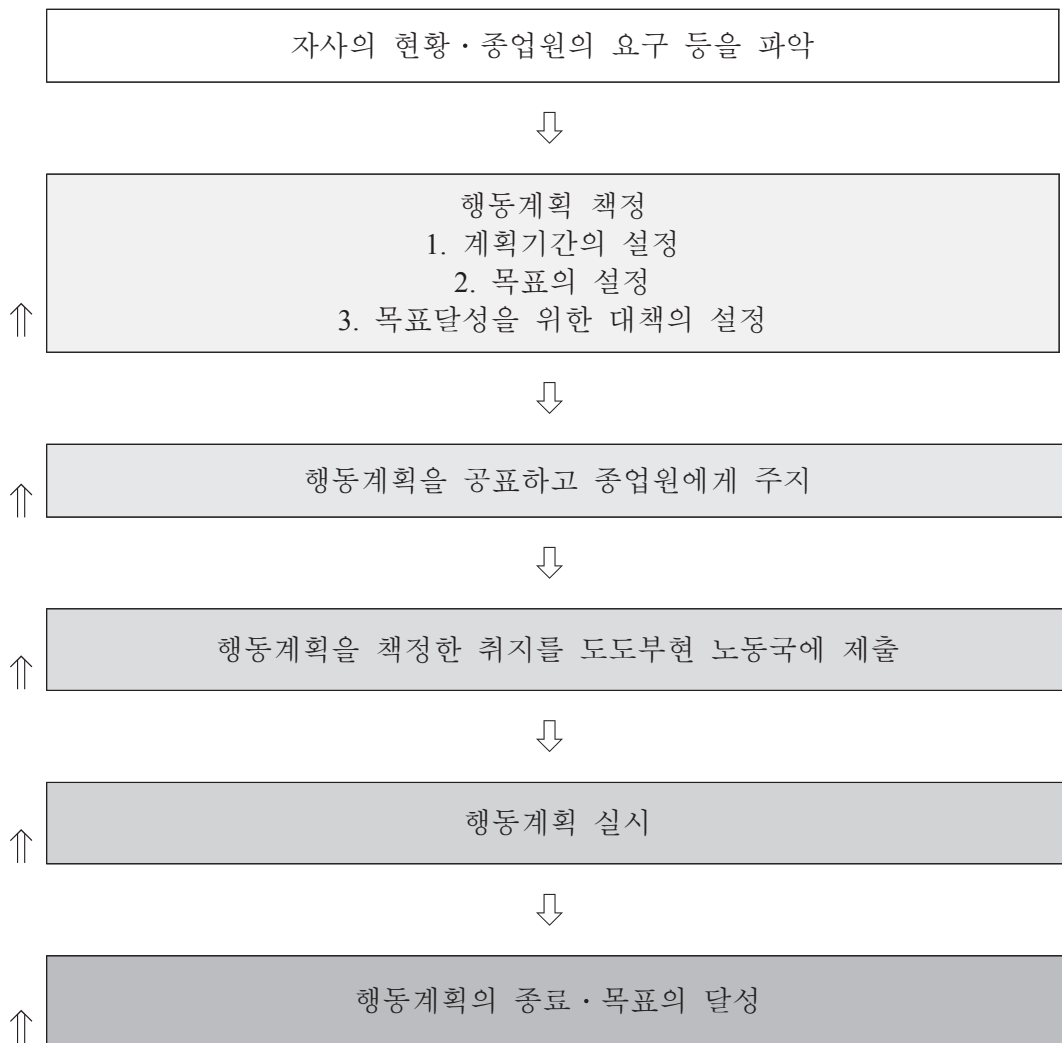 자사의 현황·종업원의 요구 등을 파악
⇩
행동계획 책정
1. 계획기간의 설정
2. 목표의 설정
⇑ 3. 목표달성을 위한 대책의 설정
⇩
⇑ 행동계획을 공표하고 종업원에게 주지
⇩
⇑ 행동계획을 책정한 취지를 도도부현 노동국에 제출
⇩
⇑ 행동계획 실시
⇩
⇑ 행동계획의 종료·목표의 달성